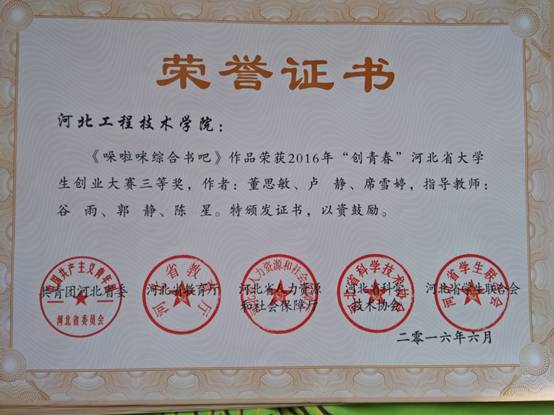 荣誉证书
河北工程技术学院：
《哚啦咪综合书吧》作品荣获2016年“创青春”河北省大学
生创业大赛三等奖，作者：董思敏、卢 静、席雪婷，指导教师：
谷 雨、郭 静、陈 星。特颁发证书，以资鼓励。
共青团河北省委 河北省教育厅 河北省人力资源 河北省科学 河北省学生联合会
和社会保障厅 技术协会
河北省委员会
二零一六年六月